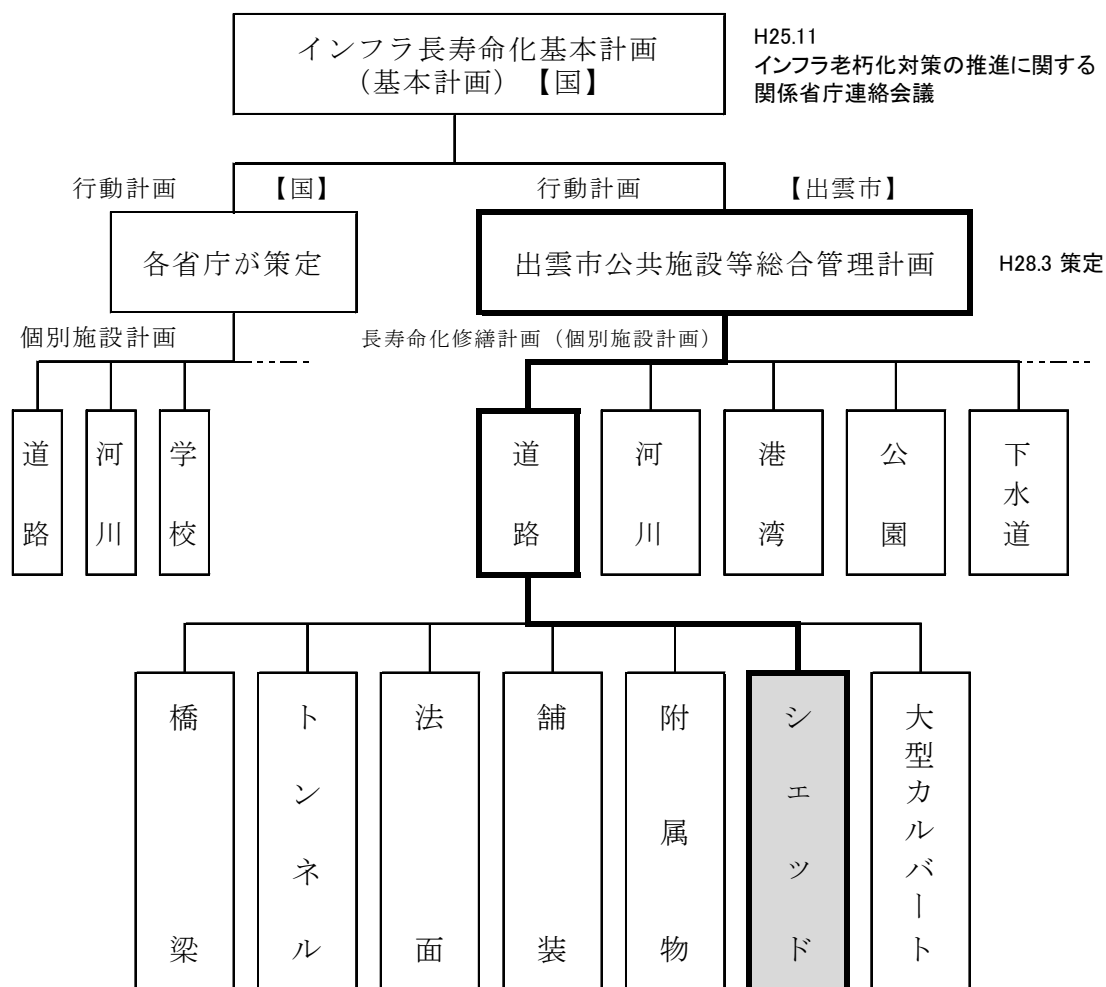 インフラ長寿命化基本計画
（基本計画）【国】
H25.11
インフラ老朽化対策の推進に関する
関係省庁連絡会議
行動計画
【国】
行動計画
【出雲市】
各省庁が策定
出雲市公共施設等総合管理計画
H28.3 策定
個別施設計画
長寿命化修繕計画（個別施設計画）
道路
河川
学校
道路
河川
港湾
公園
下水道
橋梁
トンネル
法面
舗装
附属物
シェッド
大型カルバート